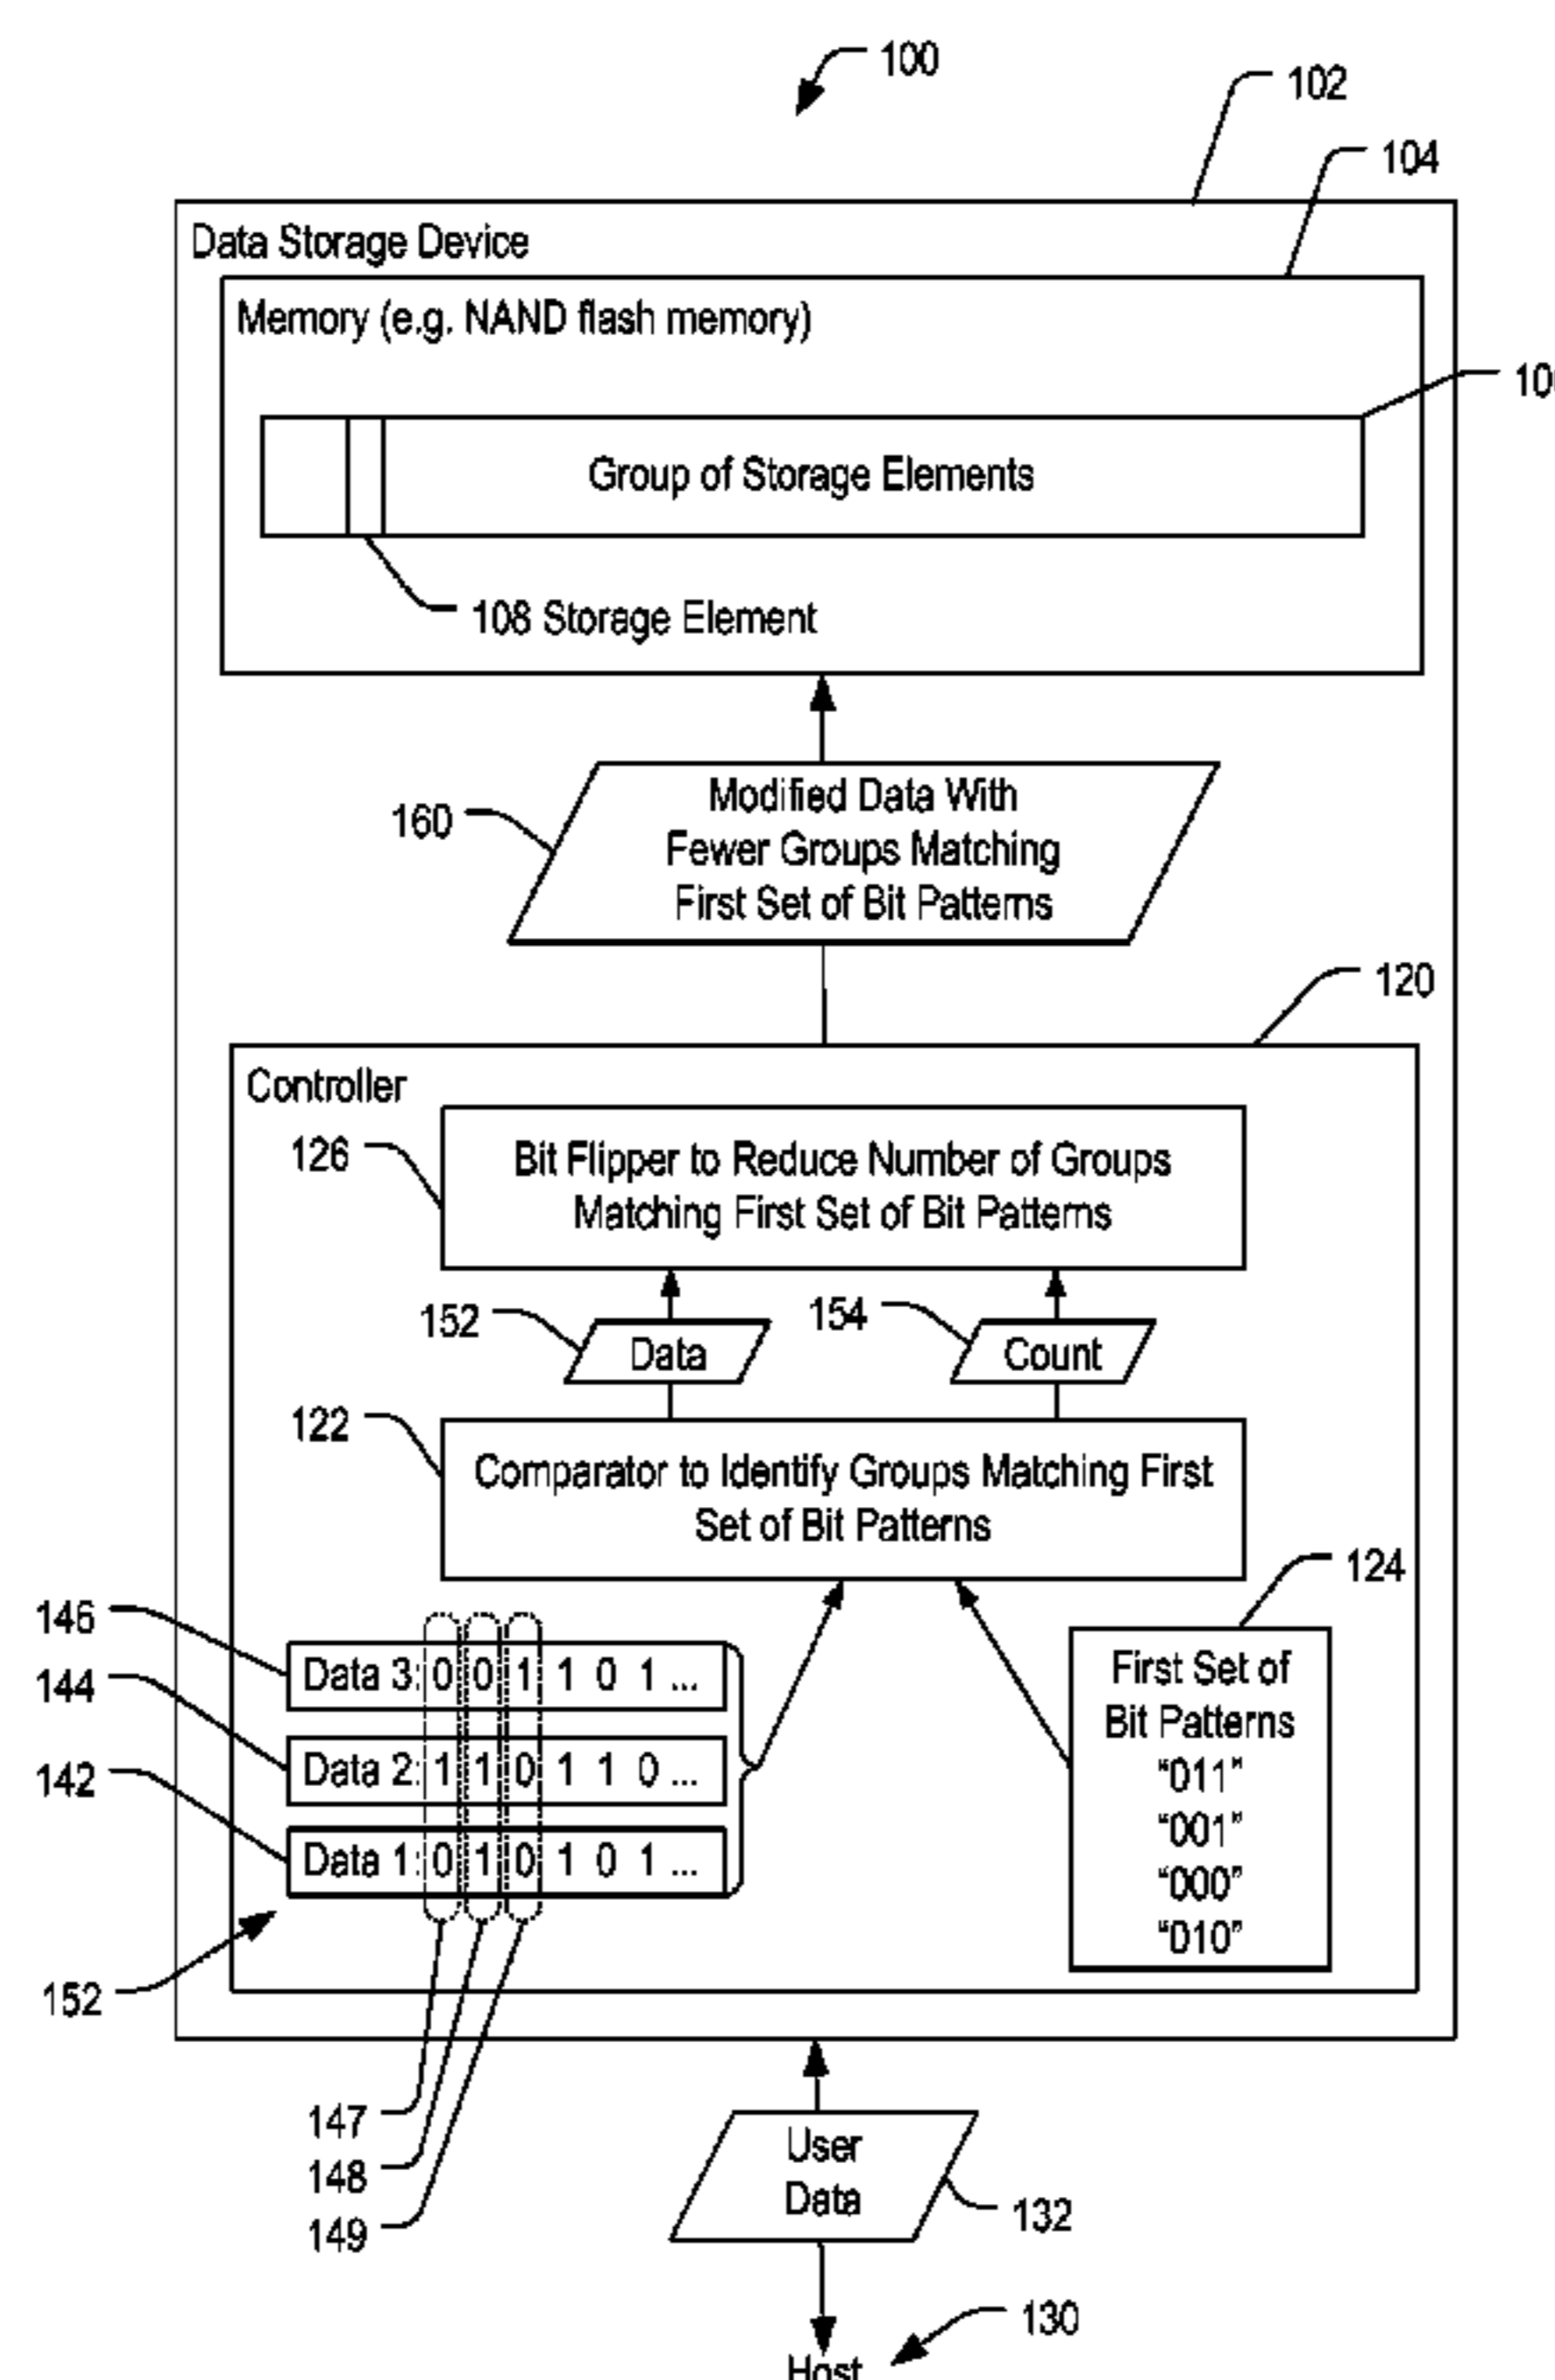 100
102
104
Data Storage Device
Memory (e.g. NAND flash memory)
Group of Storage Elements
108 Storage Element
160
Modified Data With
Fewer Groups Matching
First Set of Bit Patterns
120
Controller
126
Bit Flipper to Reduce Number of Groups
Matching First Set of Bit Patterns
152
Data
154
Count
122
Comparator to Identify Groups Matching First
Set of Bit Patterns
124
First Set of
Bit Patterns
“011”
“001”
“000”
“010”
146
Data 3: 0 0 1 1 0 1 ...
144
Data 2: 1 1 0 1 1 0 ...
142
Data 1: 0 1 0 1 0 1 ...
152
147
148
149
User
Data
132
130
Host